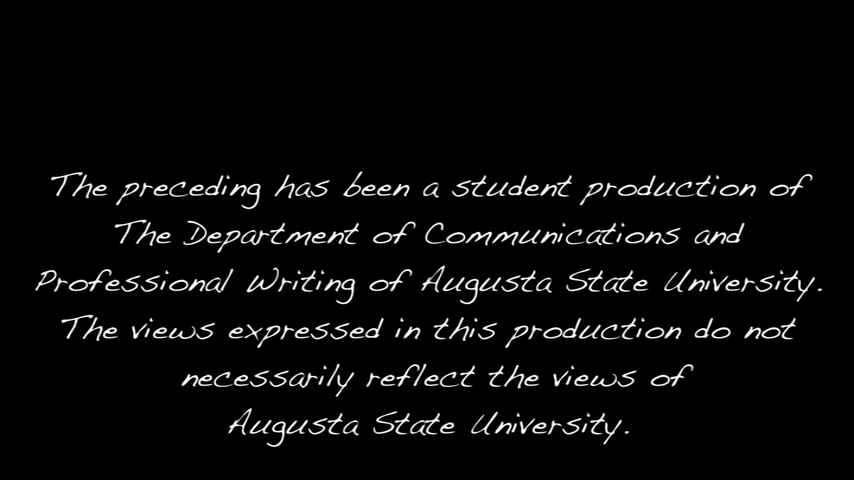 The preceding has been a student production of
The Department of Communications and
Professional Writing of Augusta State University.
The views expressed in this production do not
necessarily reflect the views of
Augusta State University.